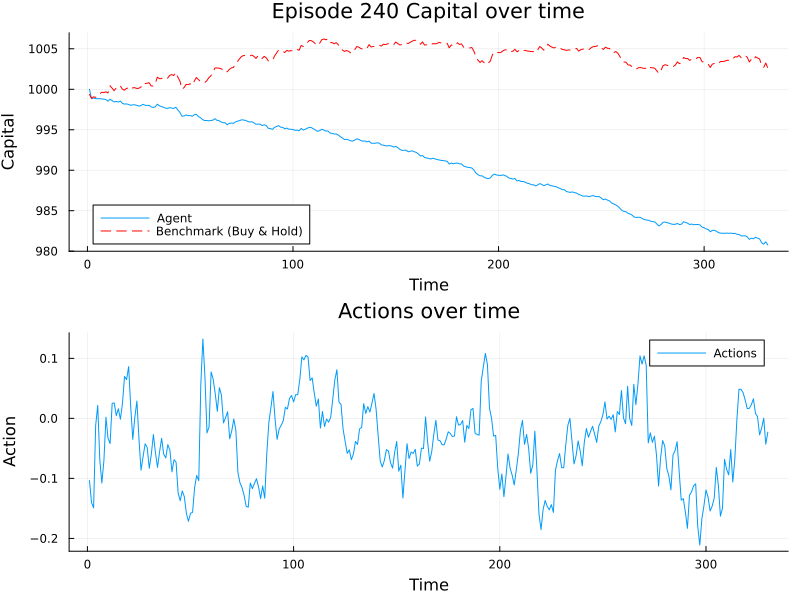 Episode 240 Capital over time
Capital
1005
1000
995
990
985
980
Agent
Benchmark (Buy & Hold)
0
100
200
300
Time
Actions over time
Action
0.1
0.0
−0.1
−0.2
Actions
0
100
200
300
Time